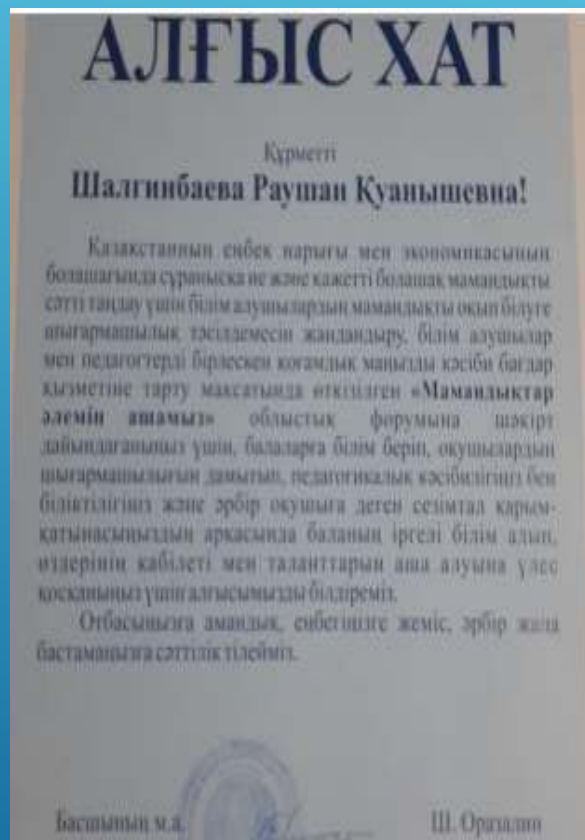 АЛҒЫС ХАТ
Құрметті
Шалгинбаева Раушан Қуанышевна!
Қазақстанның еңбек нарығы мен экономикасының
болашағында сұранысқа ие және қажетті болашақ мамандықты
сәтті таңдау үшін білім алушылардың мамандықты оқып білуге
шығармашылық тәсілдемесін жандандыру, білім алушылар
мен педагогтерді бірлескен қоғамдық маңызды кәсіби бағдар
қызметіне тарту мақсатында өткізілген «Мамандықтар
әлемін ашамыз» облыстық форумына шәкірт
дайындағаныңыз үшін, балаларға білім беріп, оқушылардың
шығармашылығын дамытып, педагогикалық кәсібилігіңіз бен
біліктілігіңіз және әрбір оқушыға деген сезімтал қарым-
қатынасыңыздың арқасында баланың іргелі білім алып,
өздерінің қабілеті мен таланттарын аша алуына үлес
қосқаныңыз үшін алғысымызды білдіреміз.
Отбасыңызға амандық, еңбегіңізге жеміс, әрбір жаңа
бастамаңызға сәттілік тілейміз.
Басшының м.а. Ш. Оразалин